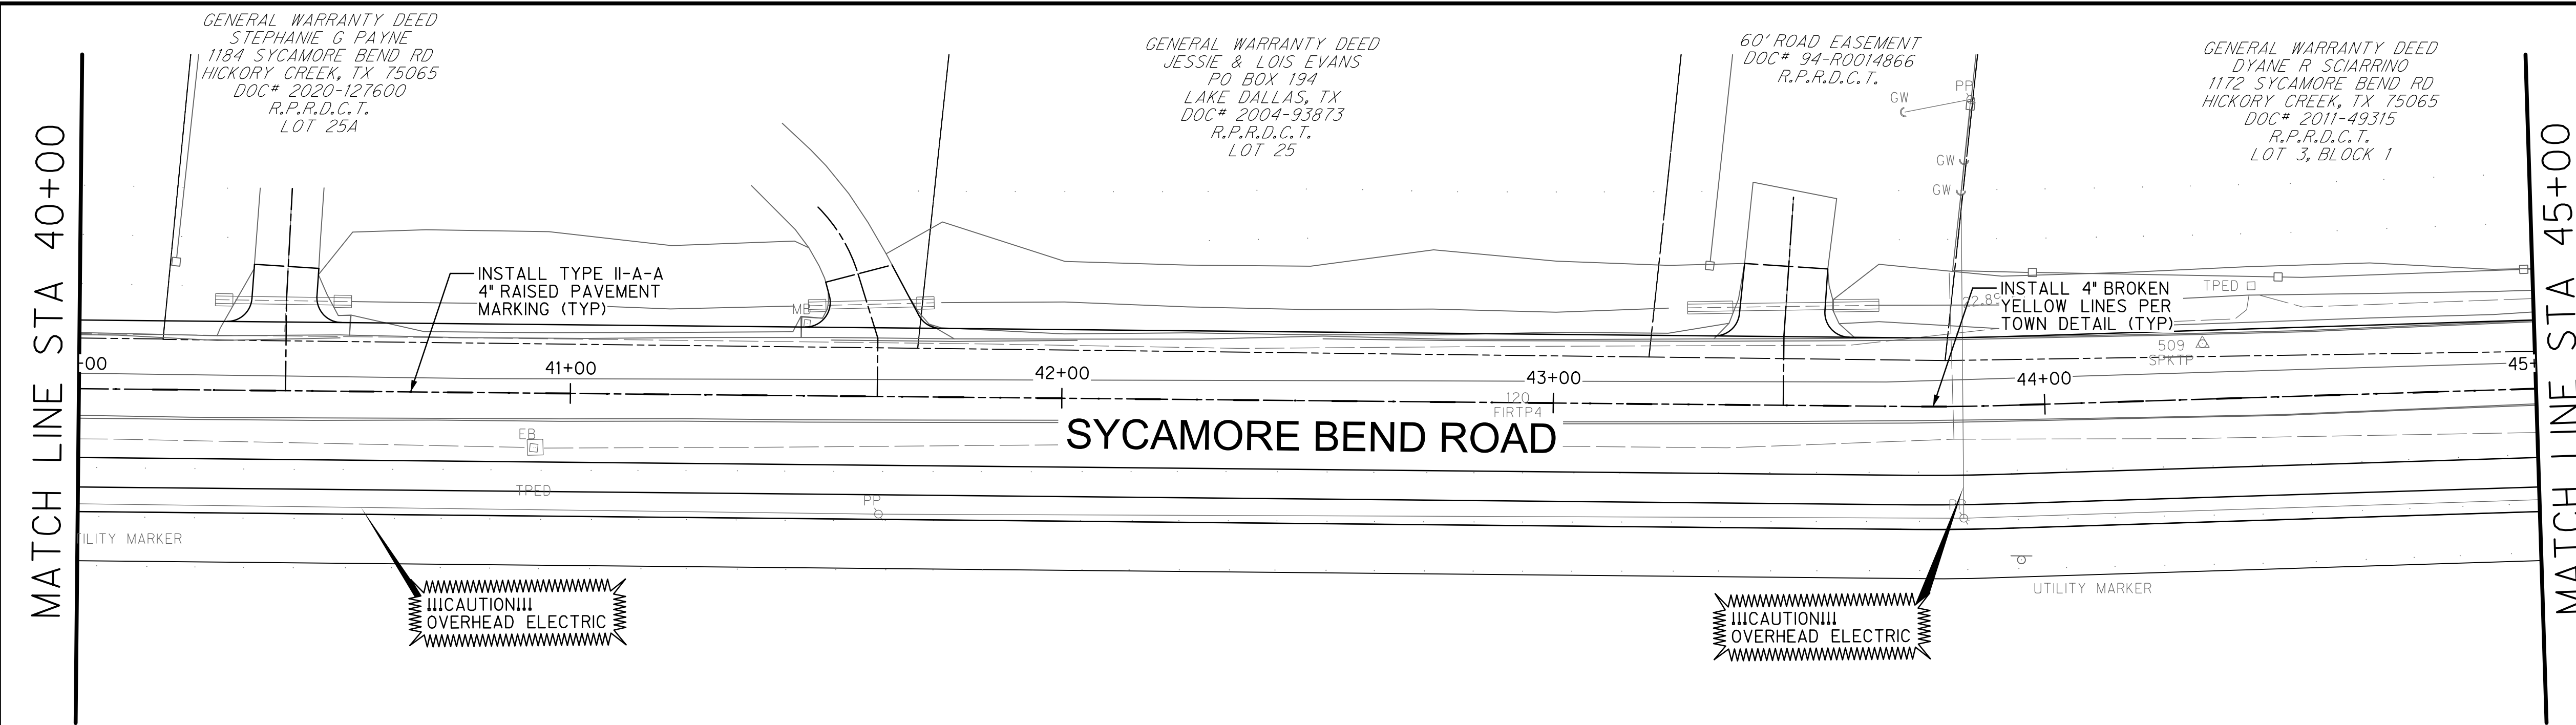 GENERAL WARRANTY DEED
STEPHANIE G PAYNE
1184 SYCAMORE BEND RD
HICKORY CREEK, TX 75065
DOC# 2020-127600
R.P.R.D.C.T.
LOT 25A
GENERAL WARRANTY DEED
JESSIE & LOIS EVANS
PO BOX 194
LAKE DALLAS, TX
DOC# 2004-93873
R.P.R.D.C.T.
LOT 25
60' ROAD EASEMENT
DOC# 94-R0014866
R.P.R.D.C.T.
GENERAL WARRANTY DEED
DYANE R SCIARRINO
1172 SYCAMORE BEND RD
HICKORY CREEK, TX 75065
DOC# 2011-49315
R.P.R.D.C.T.
LOT 3, BLOCK 1
PP
GW
GW
GW
MATCH LINE STA 40+00
MATCH LINE STA 45+00
INSTALL TYPE II-A-A
4" RAISED PAVEMENT
MARKING (TYP)
MB
INSTALL 4" BROKEN
YELLOW LINES PER
TOWN DETAIL (TYP)
TPED
509
SPKTP
+00
41+00
42+00
43+00
44+00
45+
120
FIRTP4
SYCAMORE BEND ROAD
EB
TPED
PP
PP
ILITY MARKER
UTILITY MARKER
!!!CAUTION!!!
OVERHEAD ELECTRIC
!!!CAUTION!!!
OVERHEAD ELECTRIC